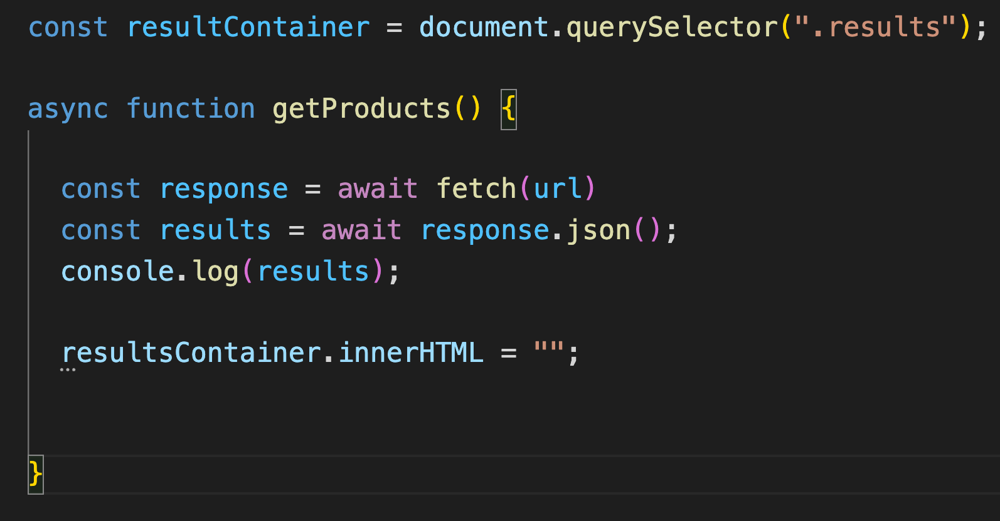 const resultContainer = document.querySelector(".results");
async function getProducts() {
const response = await fetch(url)
const results = await response.json();
console.log(results);
resultsContainer.innerHTML = "";
}